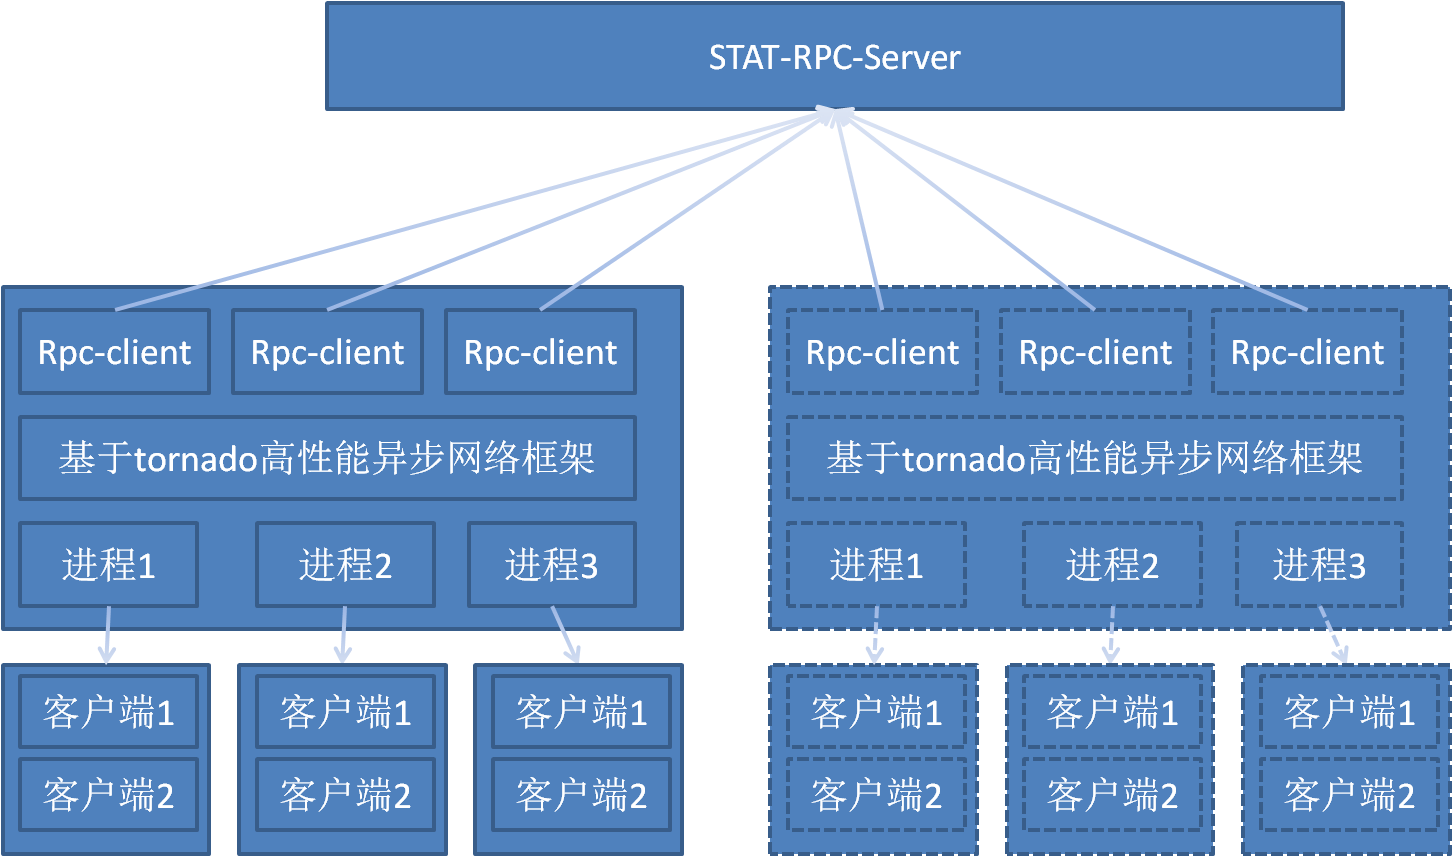 STAT-RPC-Server
Rpc-client
Rpc-client
Rpc-client
Rpc-client
Rpc-client
Rpc-client
基于tornado高性能异步网络框架
基于tornado高性能异步网络框架
进程1
进程2
进程3
进程1
进程2
进程3
客户端1
客户端1
客户端1
客户端1
客户端1
客户端1
客户端2
客户端2
客户端2
客户端2
客户端2
客户端2